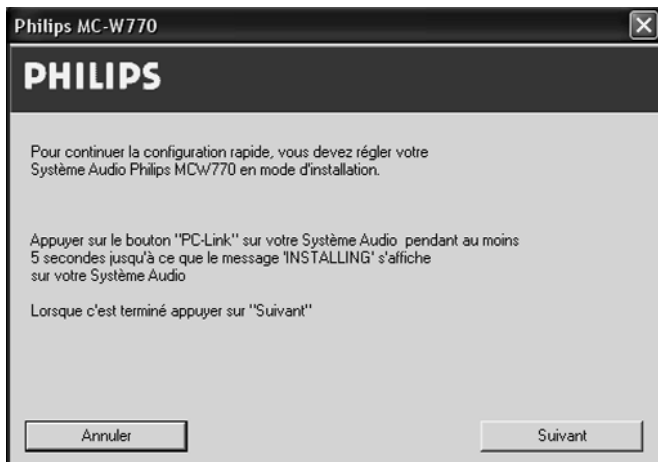 Philips MC-W770
PHILIPS
Pour continuer la configuration rapide, vous devez régler votre
Système Audio Philips MCW770 en mode d'installation.
Appuyer sur le bouton "PC-Link" sur votre Système Audio pendant au moins
5 secondes jusqu'à ce que le message 'INSTALLING' s'affiche
sur votre Système Audio
Lorsque c'est terminé appuyer sur "Suivant"
Annuler
Suivant